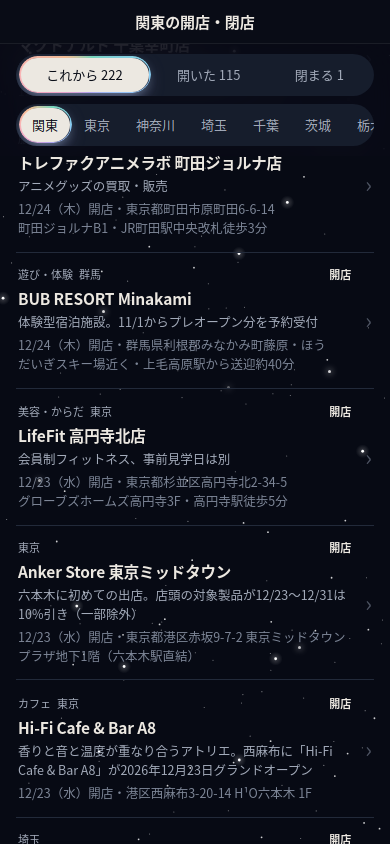 関東の開店・閉店
これから 222
開いた 115
閉まる 1
関東
東京
神奈川
埼玉
千葉
茨城
トレファクアニメラボ 町田ジョルナ店
アニメグッズの買取・販売
12/24（木）開店・東京都町田市原町田6-6-14
町田ジョルナB1・JR町田駅中央改札徒歩3分
遊び・体験 群馬
開店
BUB RESORT Minakami
体験型宿泊施設。11/1からプレオープン分を予約受付
12/24（木）開店・群馬県利根郡みなかみ町藤原・ほう
だいぎスキー場近く・上毛高原駅から送迎約40分
美容・からだ 東京
開店
LifeFit 高円寺北店
会員制フィットネス、事前見学日は別
12/23（水）開店・東京都杉並区高円寺北2-34-5
グローブズホームズ高円寺3F・高円寺駅徒歩5分
東京
開店
Anker Store 東京ミッドタウン
六本木に初めての出店。店頭の対象製品が12/23〜12/31は
10%引き（一部除外）
12/23（水）開店・東京都港区赤坂9-7-2 東京ミッドタウン
プラザ地下1階（六本木駅直結）
カフェ 東京
開店
Hi-Fi Cafe & Bar A8
香りと音と温度が重なり合うアトリエ。西麻布に「Hi-Fi
Cafe & Bar A8」が2026年12月23日グランドオープン
12/23（水）開店・港区西麻布3-20-14 H¹O六本木 1F
埼玉
開店